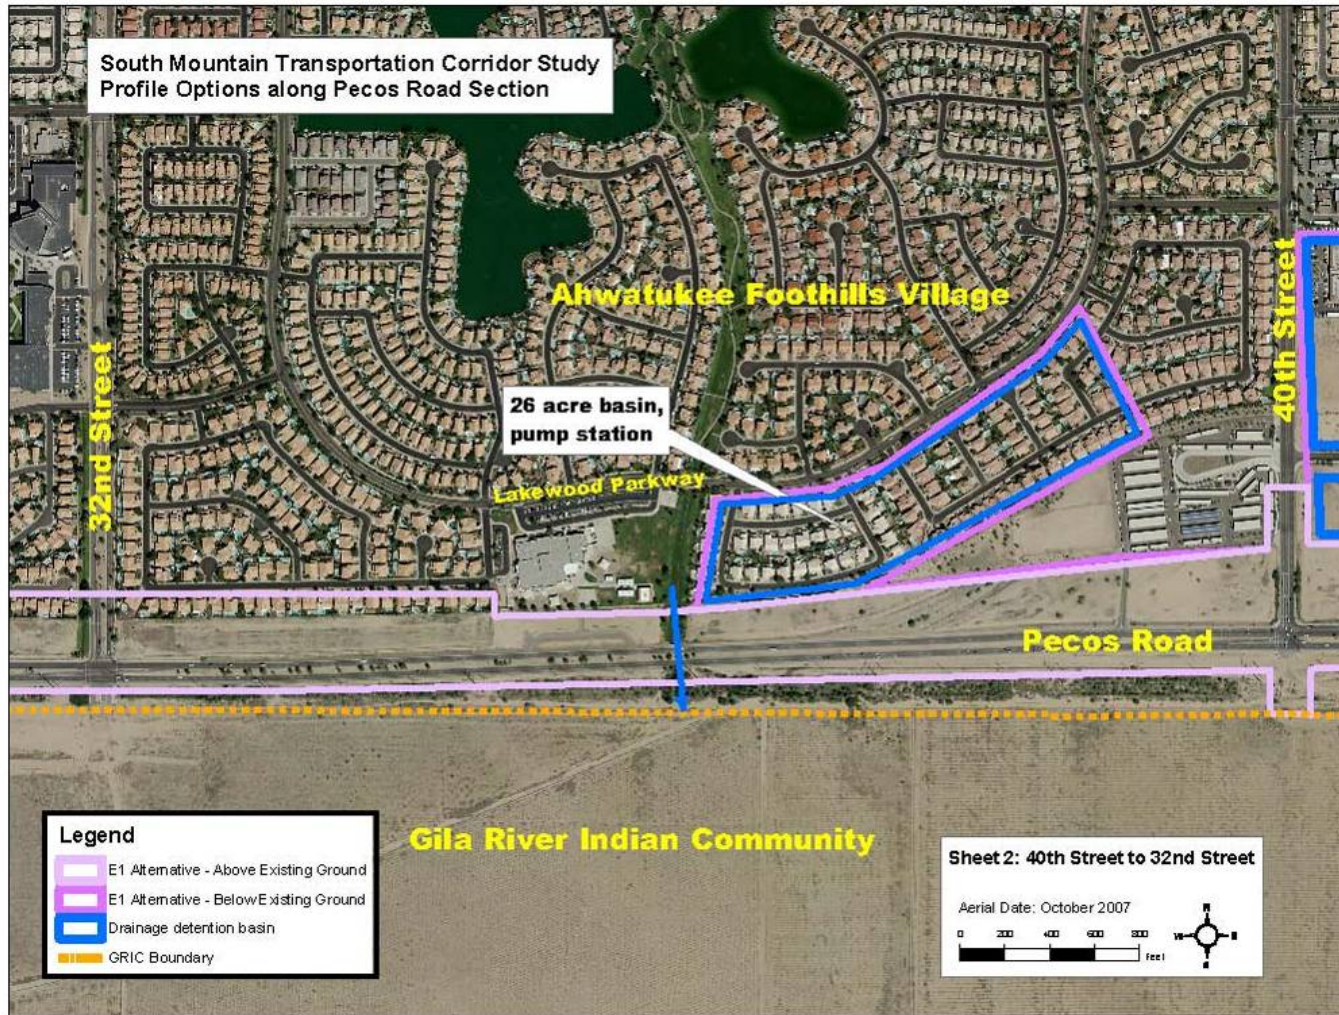 South Mountain Transportation Corridor Study
Profile Options along Pecos Road Section
32nd Street
40th Street
Ahwatukee Foothills Village
26 acre basin,
pump station
Lakewood Parkway
Pecos Road
Gila River Indian Community
Legend
E1 Alternative - Above Existing Ground
E1 Alternative - Below Existing Ground
Drainage detention basin
GRIC Boundary
Sheet 2: 40th Street to 32nd Street
Aerial Date: October 2007
0 200 400 600 800
Feet
N
W E
S